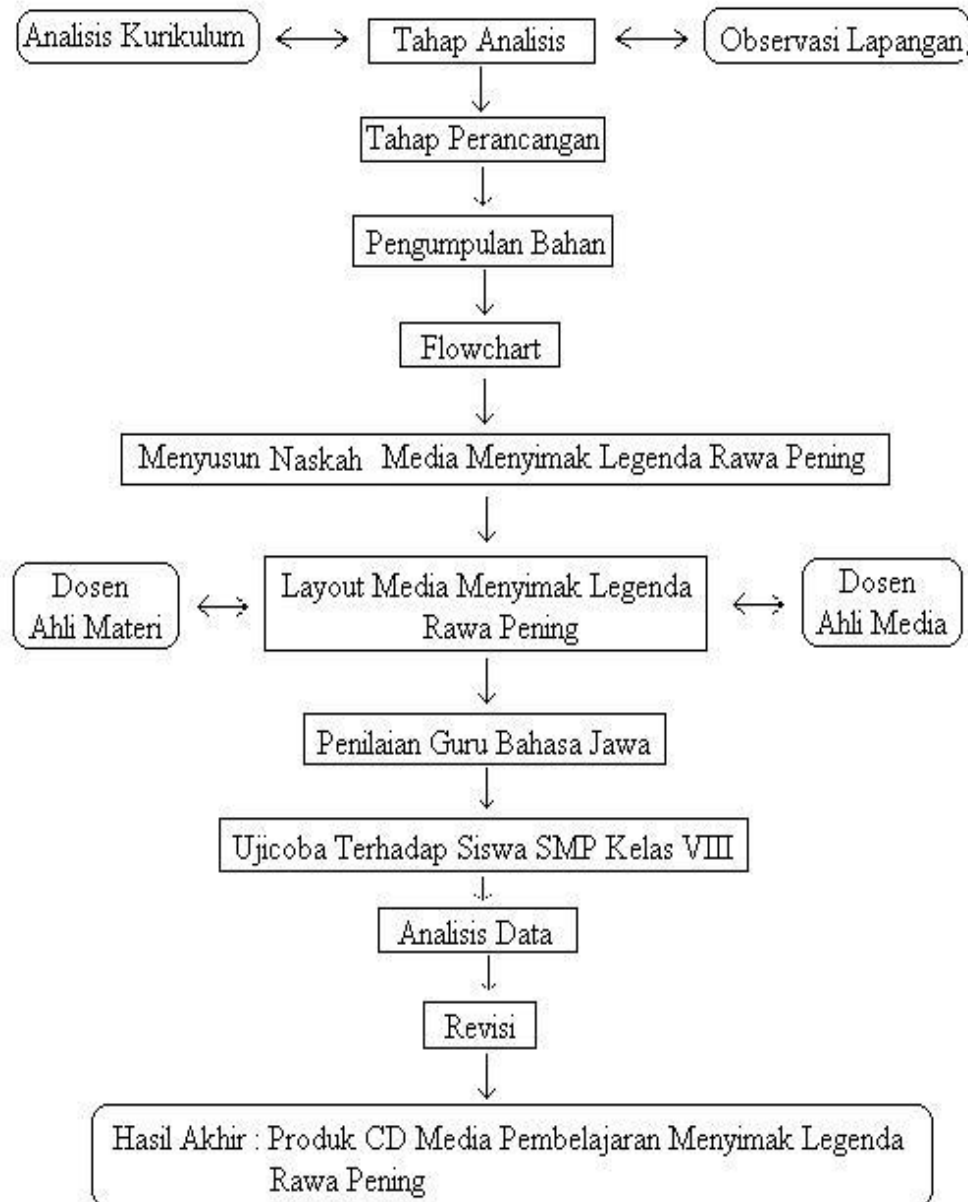 Analisis Kurikulum
Tahap Analisis
Observasi Lapangan
Tahap Perancangan
Pengumpulan Bahan
Flowchart
Menyusun Naskah Media Menyimak Legenda Rawa Pening
Dosen
Ahli Materi
Layout Media Menyimak Legenda
Rawa Pening
Dosen
Ahli Media
Penilaian Guru Bahasa Jawa
Ujicoba Terhadap Siswa SMP Kelas VIII
Analisis Data
Revisi
Hasil Akhir : Produk CD Media Pembelajaran Menyimak Legenda
Rawa Pening